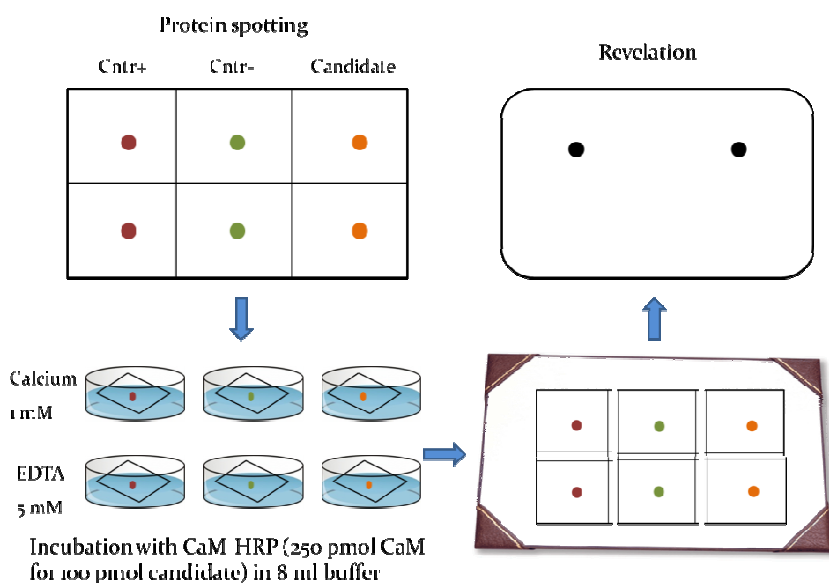 Protein spotting
Cntr+ Cntr- Candidate
Revelation
Calcium
1 mM
EDTA
5 mM
Incubation with CaM HRP (250 pmol CaM
for 100 pmol candidate) in 8 ml buffer